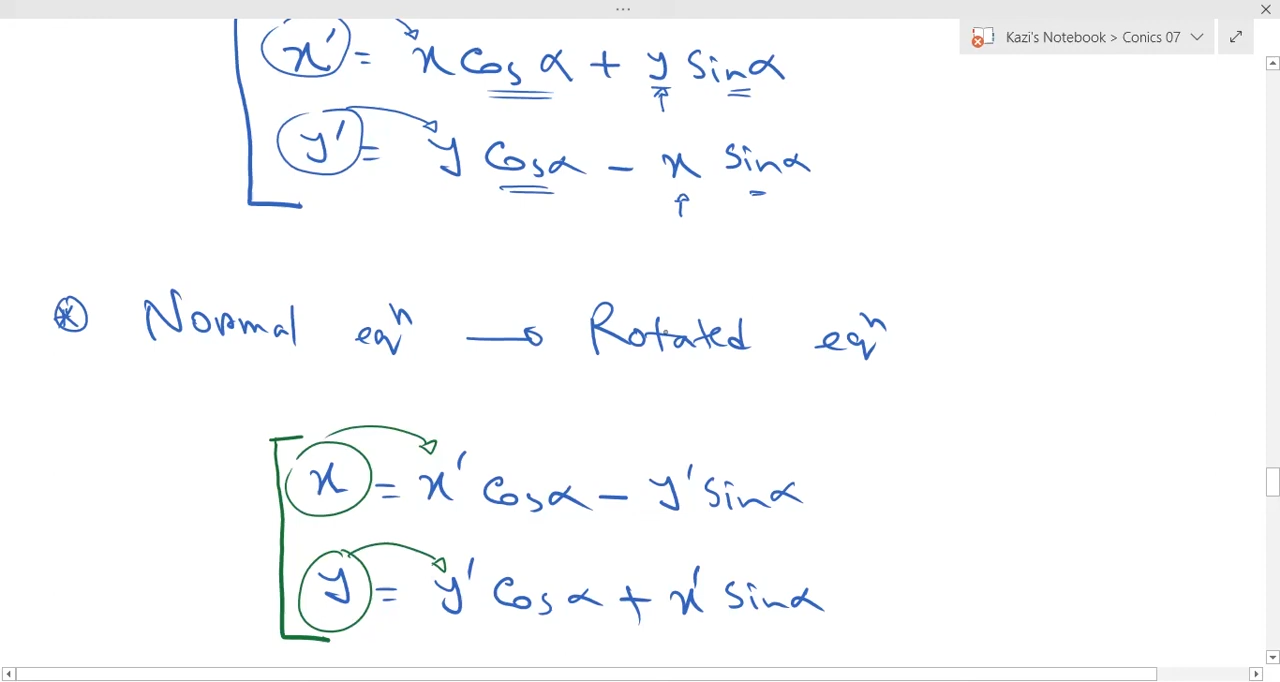 Kazi's Notebook > Conics 07
x' = x Cos α + y Sin α
y' = y Cos α – x Sin α
⊛ Normal eqⁿ → Rotated eqⁿ
x = x' Cos α – y' Sin α
y = y' Cos α + x' Sin α